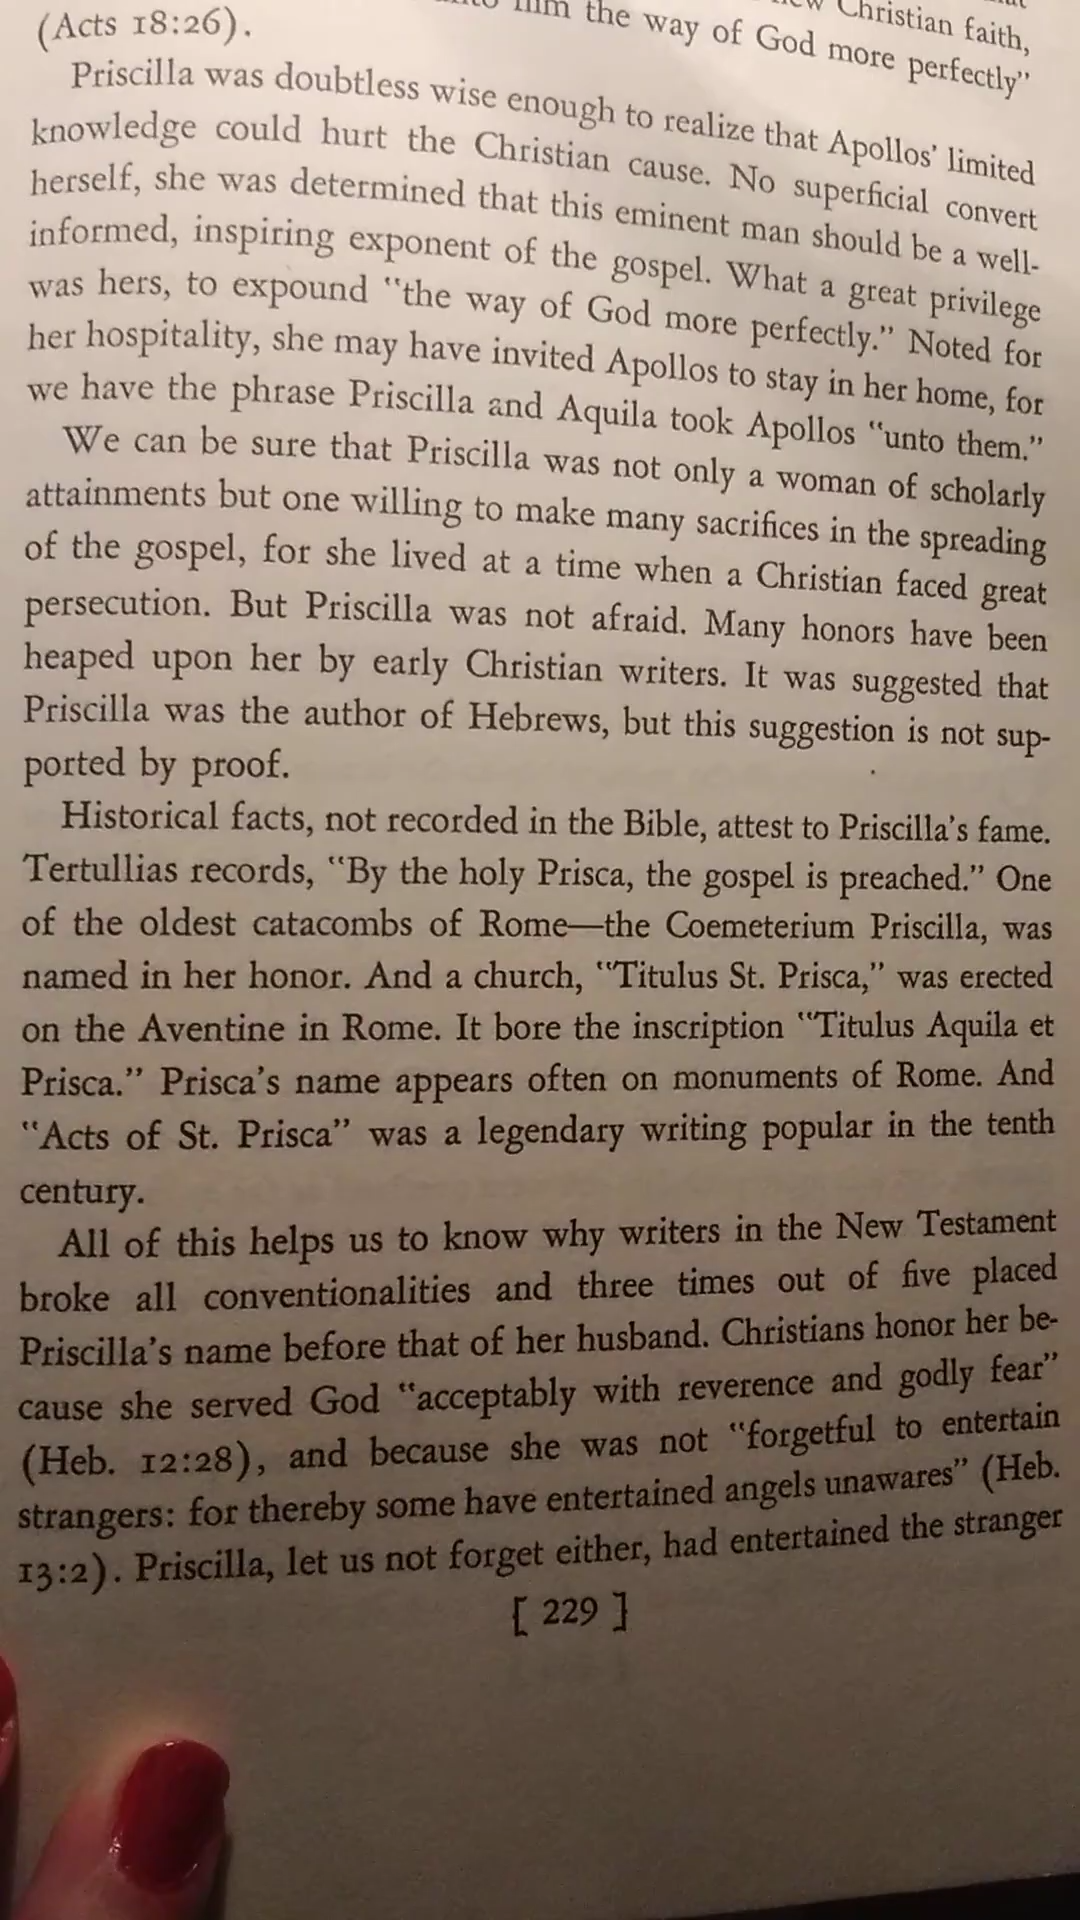 Christian faith,
him the way of God more perfectly”
(Acts 18:26).
Priscilla was doubtless wise enough to realize that Apollos’ limited
knowledge could hurt the Christian cause. No superficial convert
herself, she was determined that this eminent man should be a well-
informed, inspiring exponent of the gospel. What a great privilege
was hers, to expound “the way of God more perfectly.” Noted for
her hospitality, she may have invited Apollos to stay in her home, for
we have the phrase Priscilla and Aquila took Apollos “unto them.”
We can be sure that Priscilla was not only a woman of scholarly
attainments but one willing to make many sacrifices in the spreading
of the gospel, for she lived at a time when a Christian faced great
persecution. But Priscilla was not afraid. Many honors have been
heaped upon her by early Christian writers. It was suggested that
Priscilla was the author of Hebrews, but this suggestion is not sup-
ported by proof.
Historical facts, not recorded in the Bible, attest to Priscilla’s fame.
Tertullias records, “By the holy Prisca, the gospel is preached.” One
of the oldest catacombs of Rome—the Coemeterium Priscilla, was
named in her honor. And a church, “Titulus St. Prisca,” was erected
on the Aventine in Rome. It bore the inscription “Titulus Aquila et
Prisca.” Prisca’s name appears often on monuments of Rome. And
“Acts of St. Prisca” was a legendary writing popular in the tenth
century.
All of this helps us to know why writers in the New Testament
broke all conventionalities and three times out of five placed
Priscilla’s name before that of her husband. Christians honor her be-
cause she served God “acceptably with reverence and godly fear”
(Heb. 12:28), and because she was not “forgetful to entertain
strangers: for thereby some have entertained angels unawares” (Heb.
13:2). Priscilla, let us not forget either, had entertained the stranger
[ 229 ]